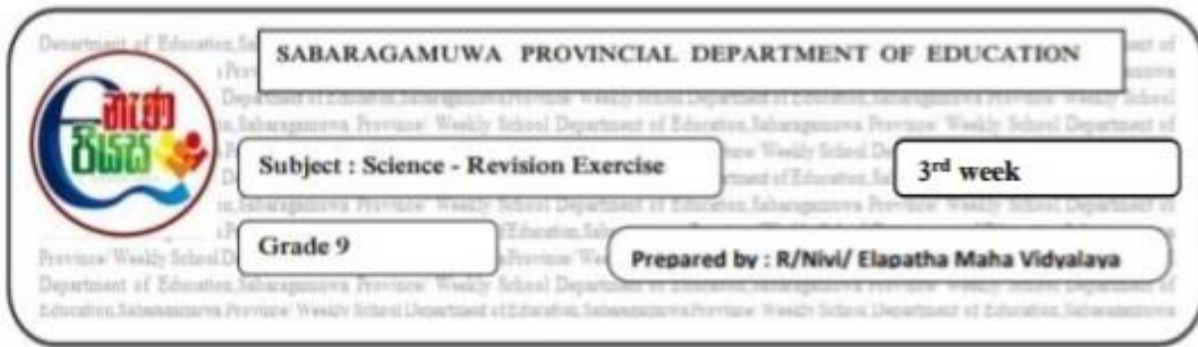 SABARAGAMUWA PROVINCIAL DEPARTMENT OF EDUCATION
නැණ
පියස
Subject : Science - Revision Exercise
3rd week
Grade 9
Prepared by : R/Nivi/ Elapatha Maha Vidyalaya